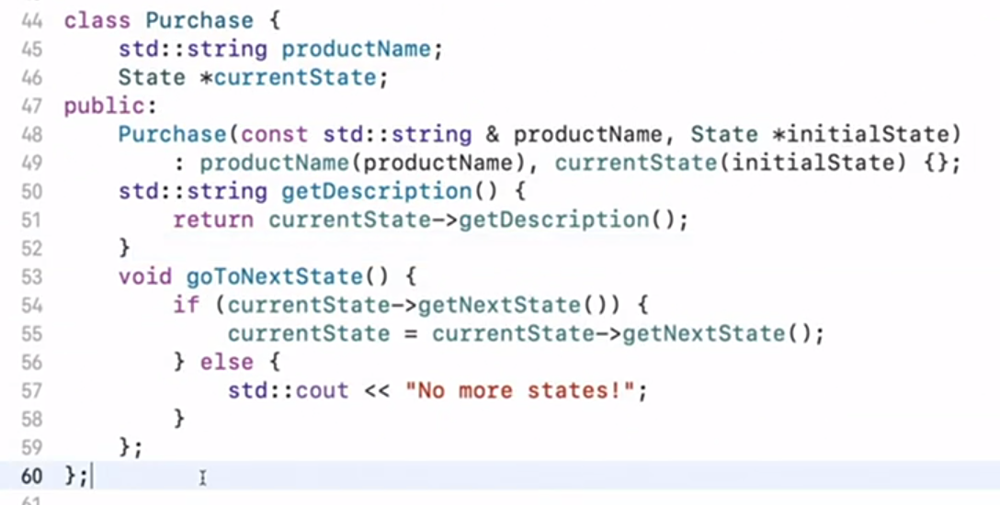 44 class Purchase {
45     std::string productName;
46     State *currentState;
47 public:
48     Purchase(const std::string & productName, State *initialState)
49         : productName(productName), currentState(initialState) {};
50     std::string getDescription() {
51         return currentState->getDescription();
52     }
53     void goToNextState() {
54         if (currentState->getNextState()) {
55             currentState = currentState->getNextState();
56         } else {
57             std::cout << "No more states!";
58         }
59     };
60 };
61